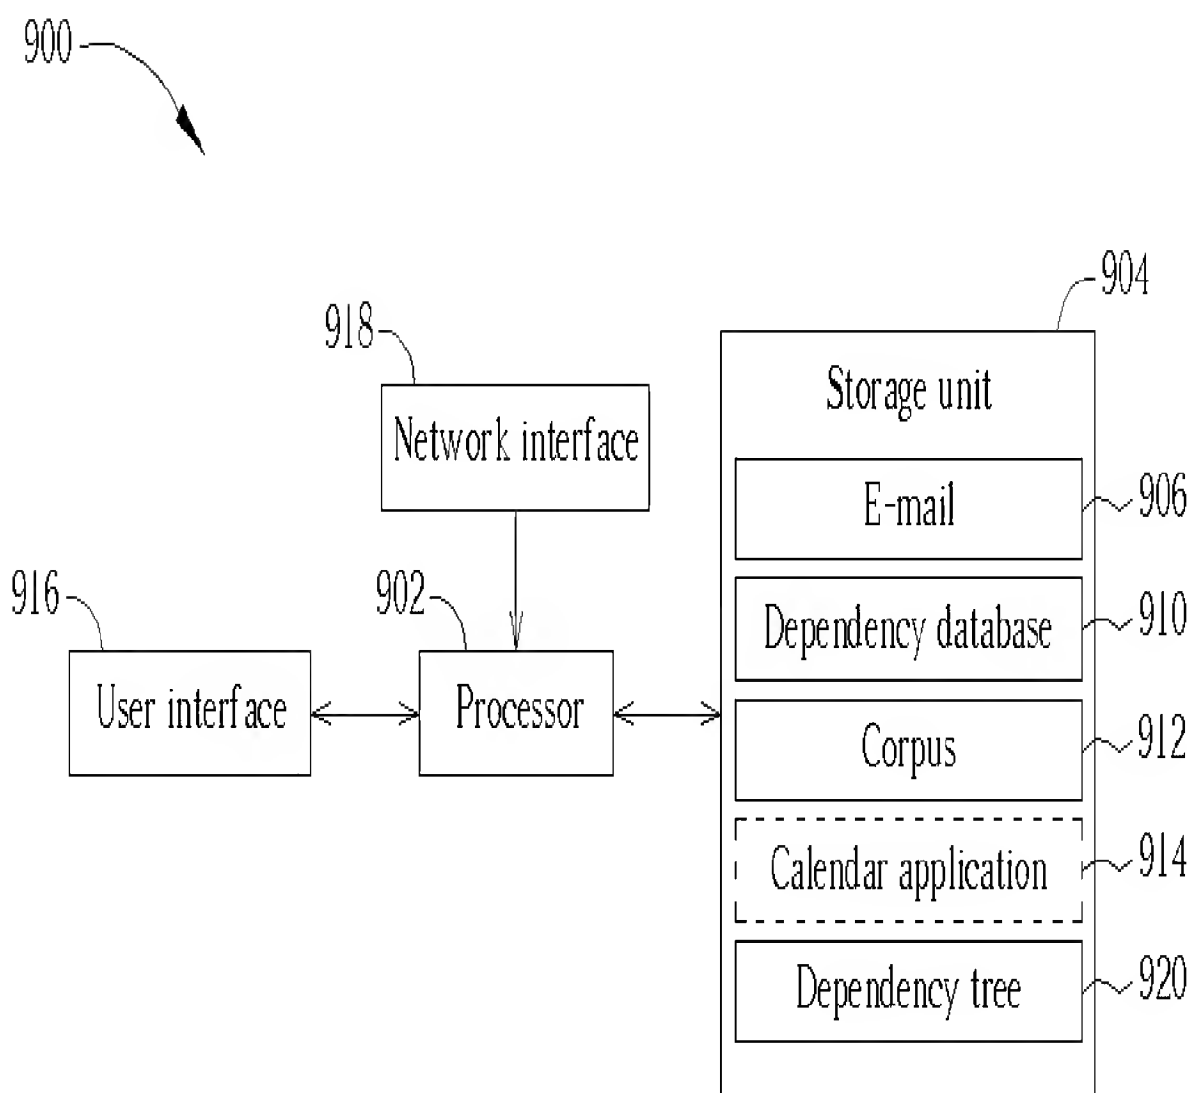 900
904
918
Storage unit
Network interface
E-mail
906
916
902
Dependency database
910
User interface
Processor
Corpus
912
Calendar application
914
Dependency tree
920